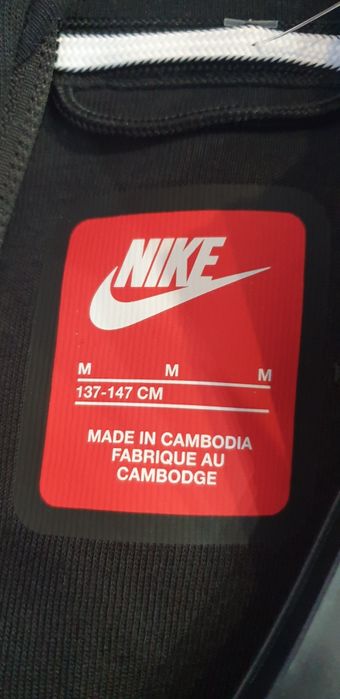 NIKE
M M M
137-147 CM
MADE IN CAMBODIA
FABRIQUE AU
CAMBODGE